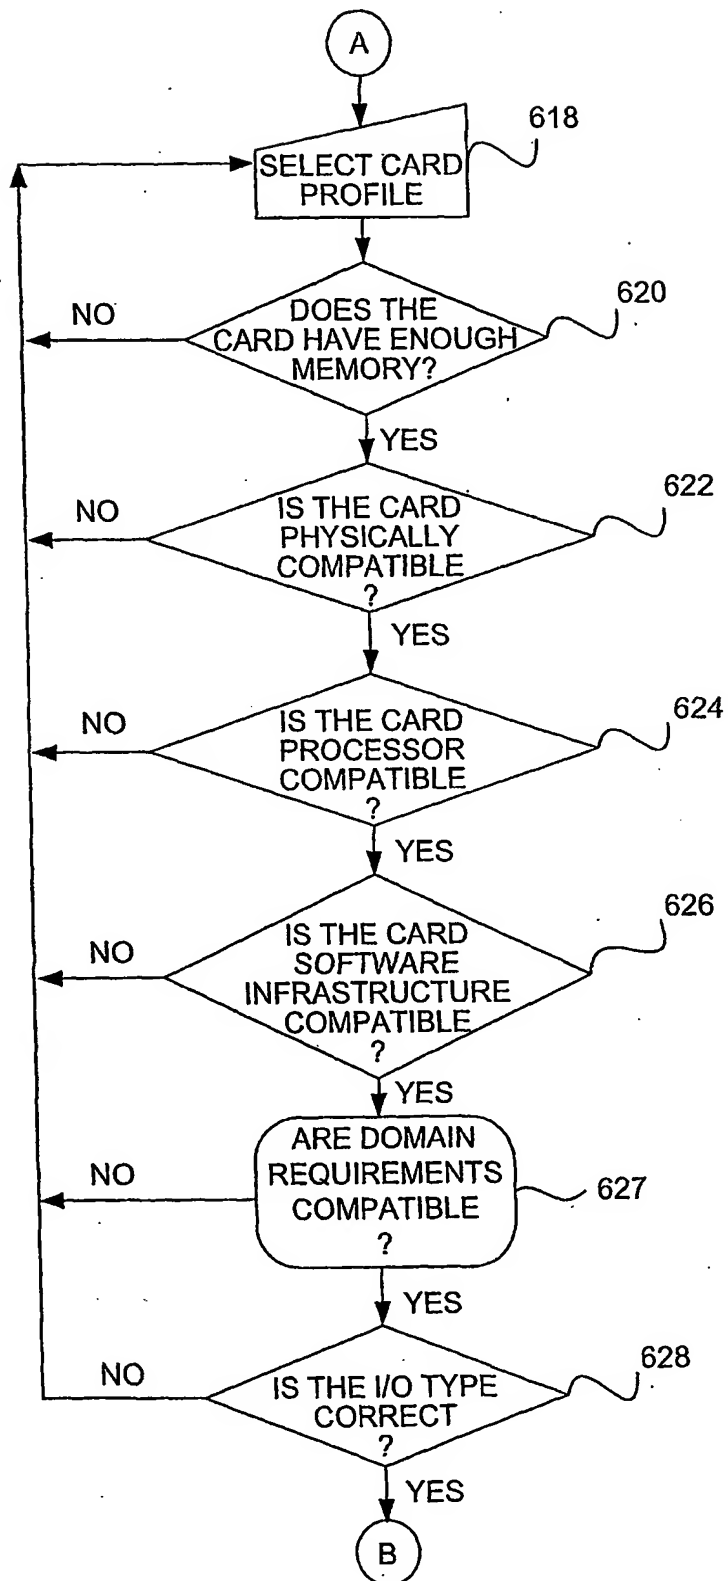 A
618
SELECT CARD
PROFILE
620
NO
DOES THE
CARD HAVE ENOUGH
MEMORY?
YES
622
NO
IS THE CARD
PHYSICALLY
COMPATIBLE
?
YES
624
NO
IS THE CARD
PROCESSOR
COMPATIBLE
?
YES
626
NO
IS THE CARD
SOFTWARE
INFRASTRUCTURE
COMPATIBLE
?
YES
NO
ARE DOMAIN
REQUIREMENTS
COMPATIBLE
?
627
YES
628
NO
IS THE I/O TYPE
CORRECT
?
YES
B